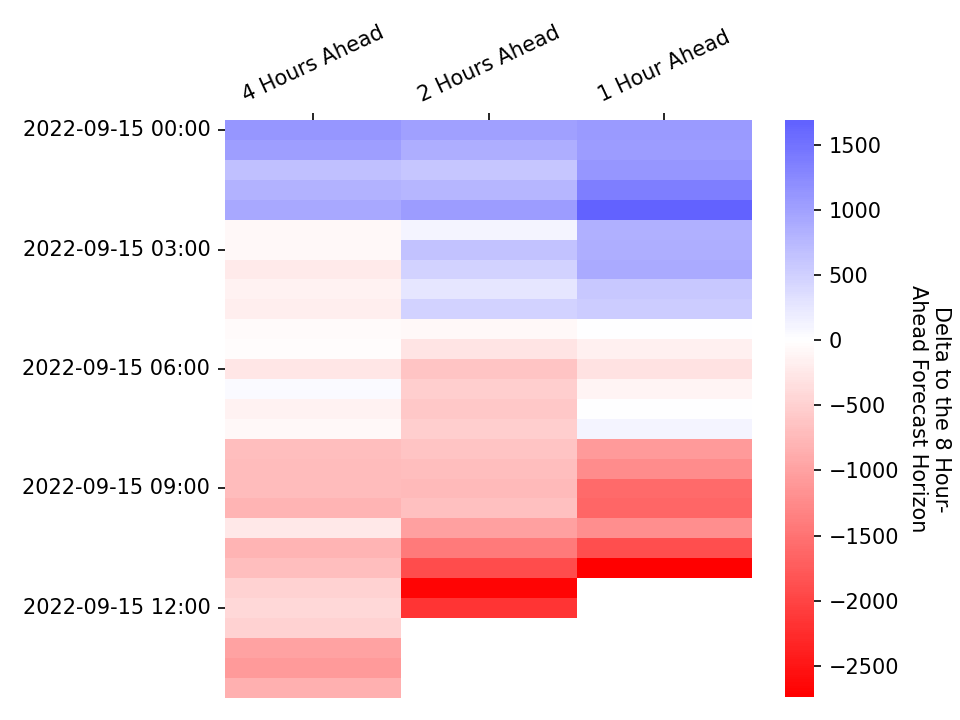 4 Hours Ahead
2 Hours Ahead
1 Hour Ahead
2022-09-15 00:00
2022-09-15 03:00
2022-09-15 06:00
2022-09-15 09:00
2022-09-15 12:00
1500
1000
500
0
−500
−1000
−1500
−2000
−2500
Delta to the 8 Hour-
Ahead Forecast Horizon